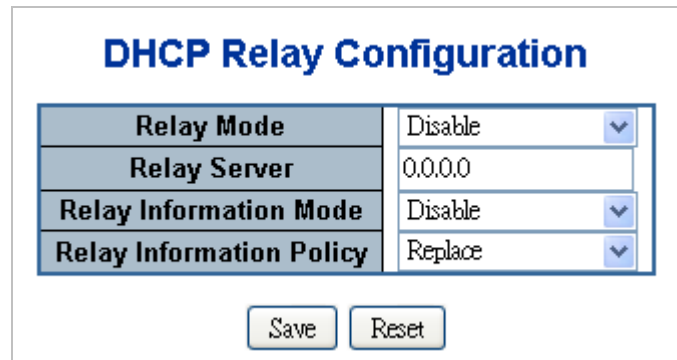 DHCP Relay Configuration
Relay Mode Disable
Relay Server 0.0.0.0
Relay Information Mode Disable
Relay Information Policy Replace
Save Reset